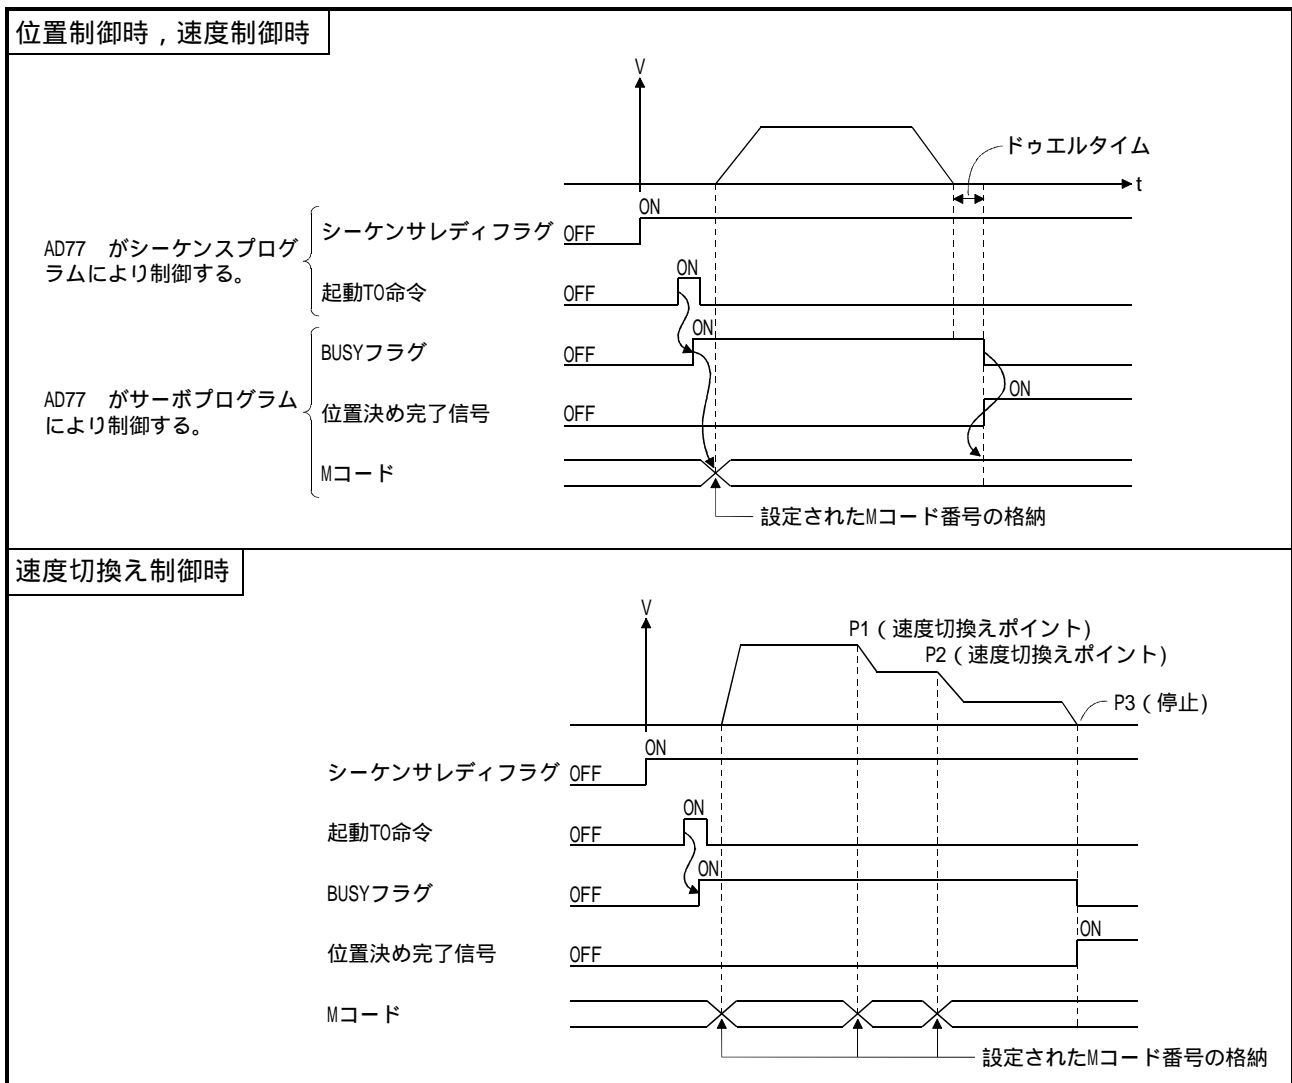 位置制御時，速度制御時
V
ドゥエルタイム
t
AD77　がシーケンスプログ
ラムにより制御する。
シーケンサレディフラグ OFF ON
起動TO命令 OFF ON
AD77　がサーボプログラム
により制御する。
BUSYフラグ OFF ON
位置決め完了信号 OFF ON
Mコード
設定されたMコード番号の格納
速度切換え制御時
V
P1（速度切換えポイント)
P2（速度切換えポイント)
P3（停止)
シーケンサレディフラグ OFF ON
起動TO命令 OFF ON
BUSYフラグ OFF ON
位置決め完了信号 OFF ON
Mコード
設定されたMコード番号の格納